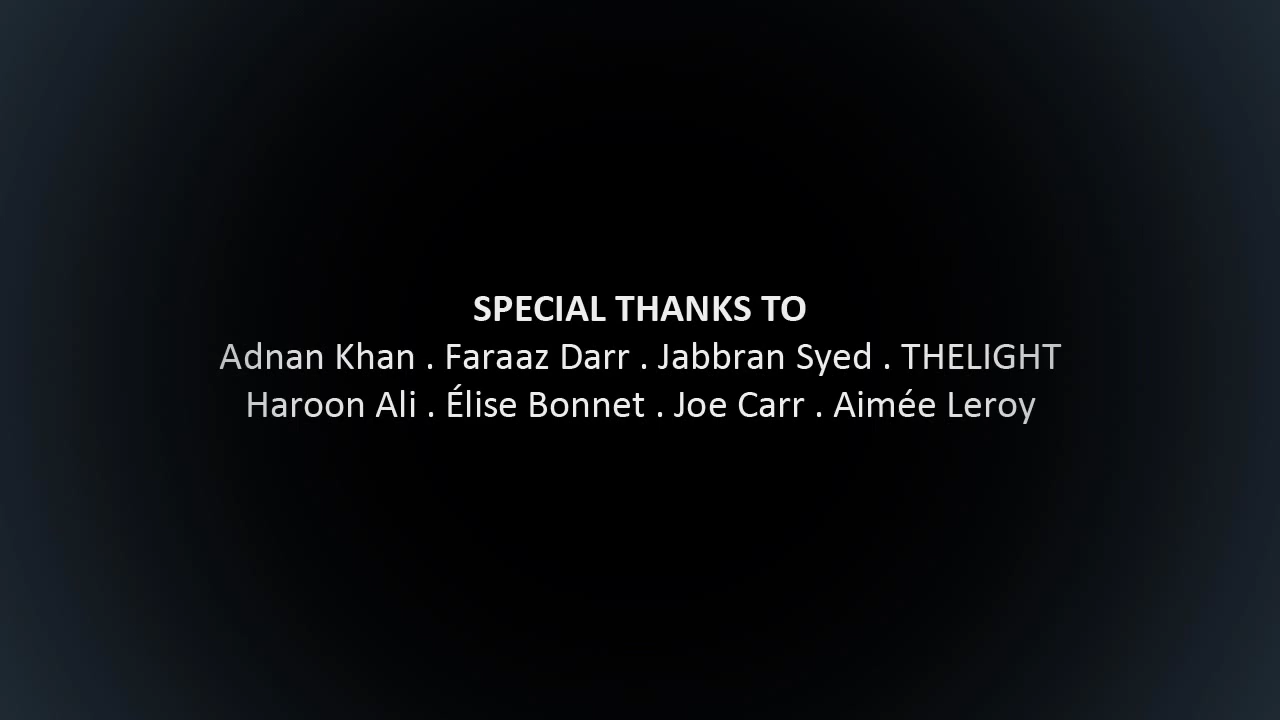 SPECIAL THANKS TO
Adnan Khan . Faraaz Darr . Jabbran Syed . THELIGHT
Haroon Ali . Élise Bonnet . Joe Carr . Aimée Leroy